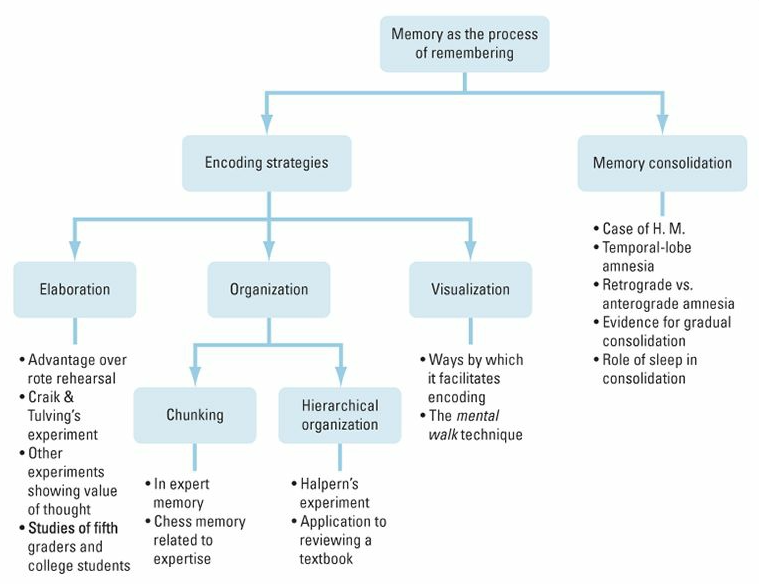 Memory as the process
of remembering
Encoding strategies
Memory consolidation
• Case of H. M.
• Temporal-lobe
amnesia
• Retrograde vs.
anterograde amnesia
• Evidence for gradual
consolidation
• Role of sleep in
consolidation
Elaboration
Organization
Visualization
• Advantage over
rote rehearsal
• Craik &
Tulving's
experiment
• Other
experiments
showing value
of thought
• Studies of fifth
graders and
college students
Chunking
• In expert
memory
• Chess memory
related to
expertise
Hierarchical
organization
• Halpern's
experiment
• Application to
reviewing a
textbook
• Ways by which
it facilitates
encoding
• The mental
walk technique